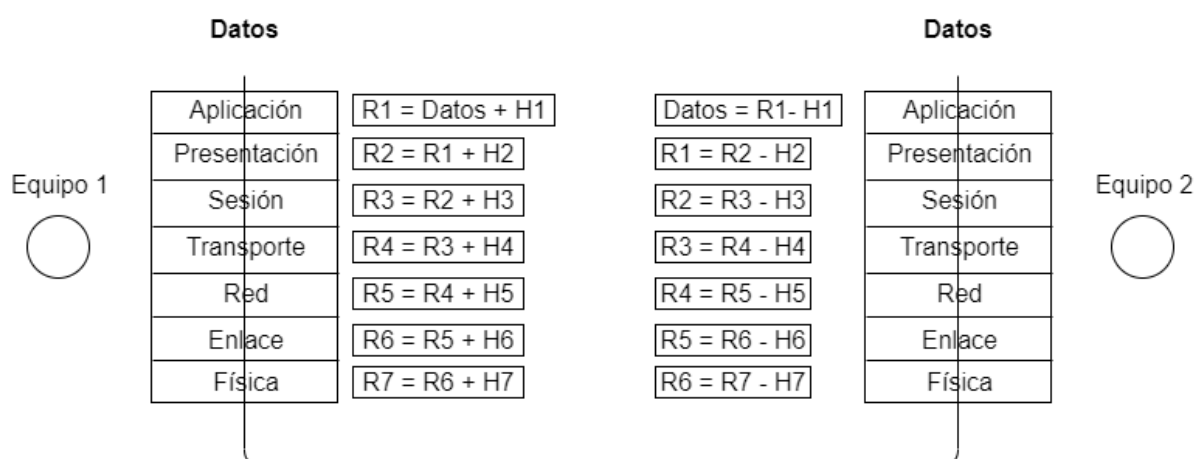 Datos
Datos
Aplicación R1 = Datos + H1 Datos = R1- H1 Aplicación
Presentación R2 = R1 + H2 R1 = R2 - H2 Presentación
Equipo 1 Equipo 2
Sesión R3 = R2 + H3 R2 = R3 - H3 Sesión
Transporte R4 = R3 + H4 R3 = R4 - H4 Transporte
Red R5 = R4 + H5 R4 = R5 - H5 Red
Enlace R6 = R5 + H6 R5 = R6 - H6 Enlace
Física R7 = R6 + H7 R6 = R7 - H7 Física